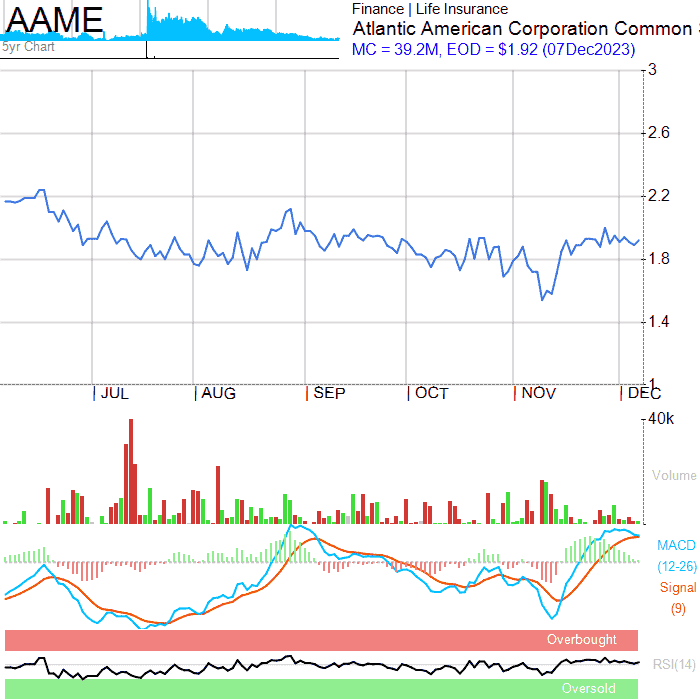 AAME
5yr Chart
Finance | Life Insurance
Atlantic American Corporation Common
MC = 39.2M, EOD = $1.92 (07Dec2023)
3
2.6
2.2
1.8
1.4
1
JUL AUG SEP OCT NOV DEC
40k
Volume
MACD
(12-26)
Signal
(9)
Overbought
RSI(14)
Oversold